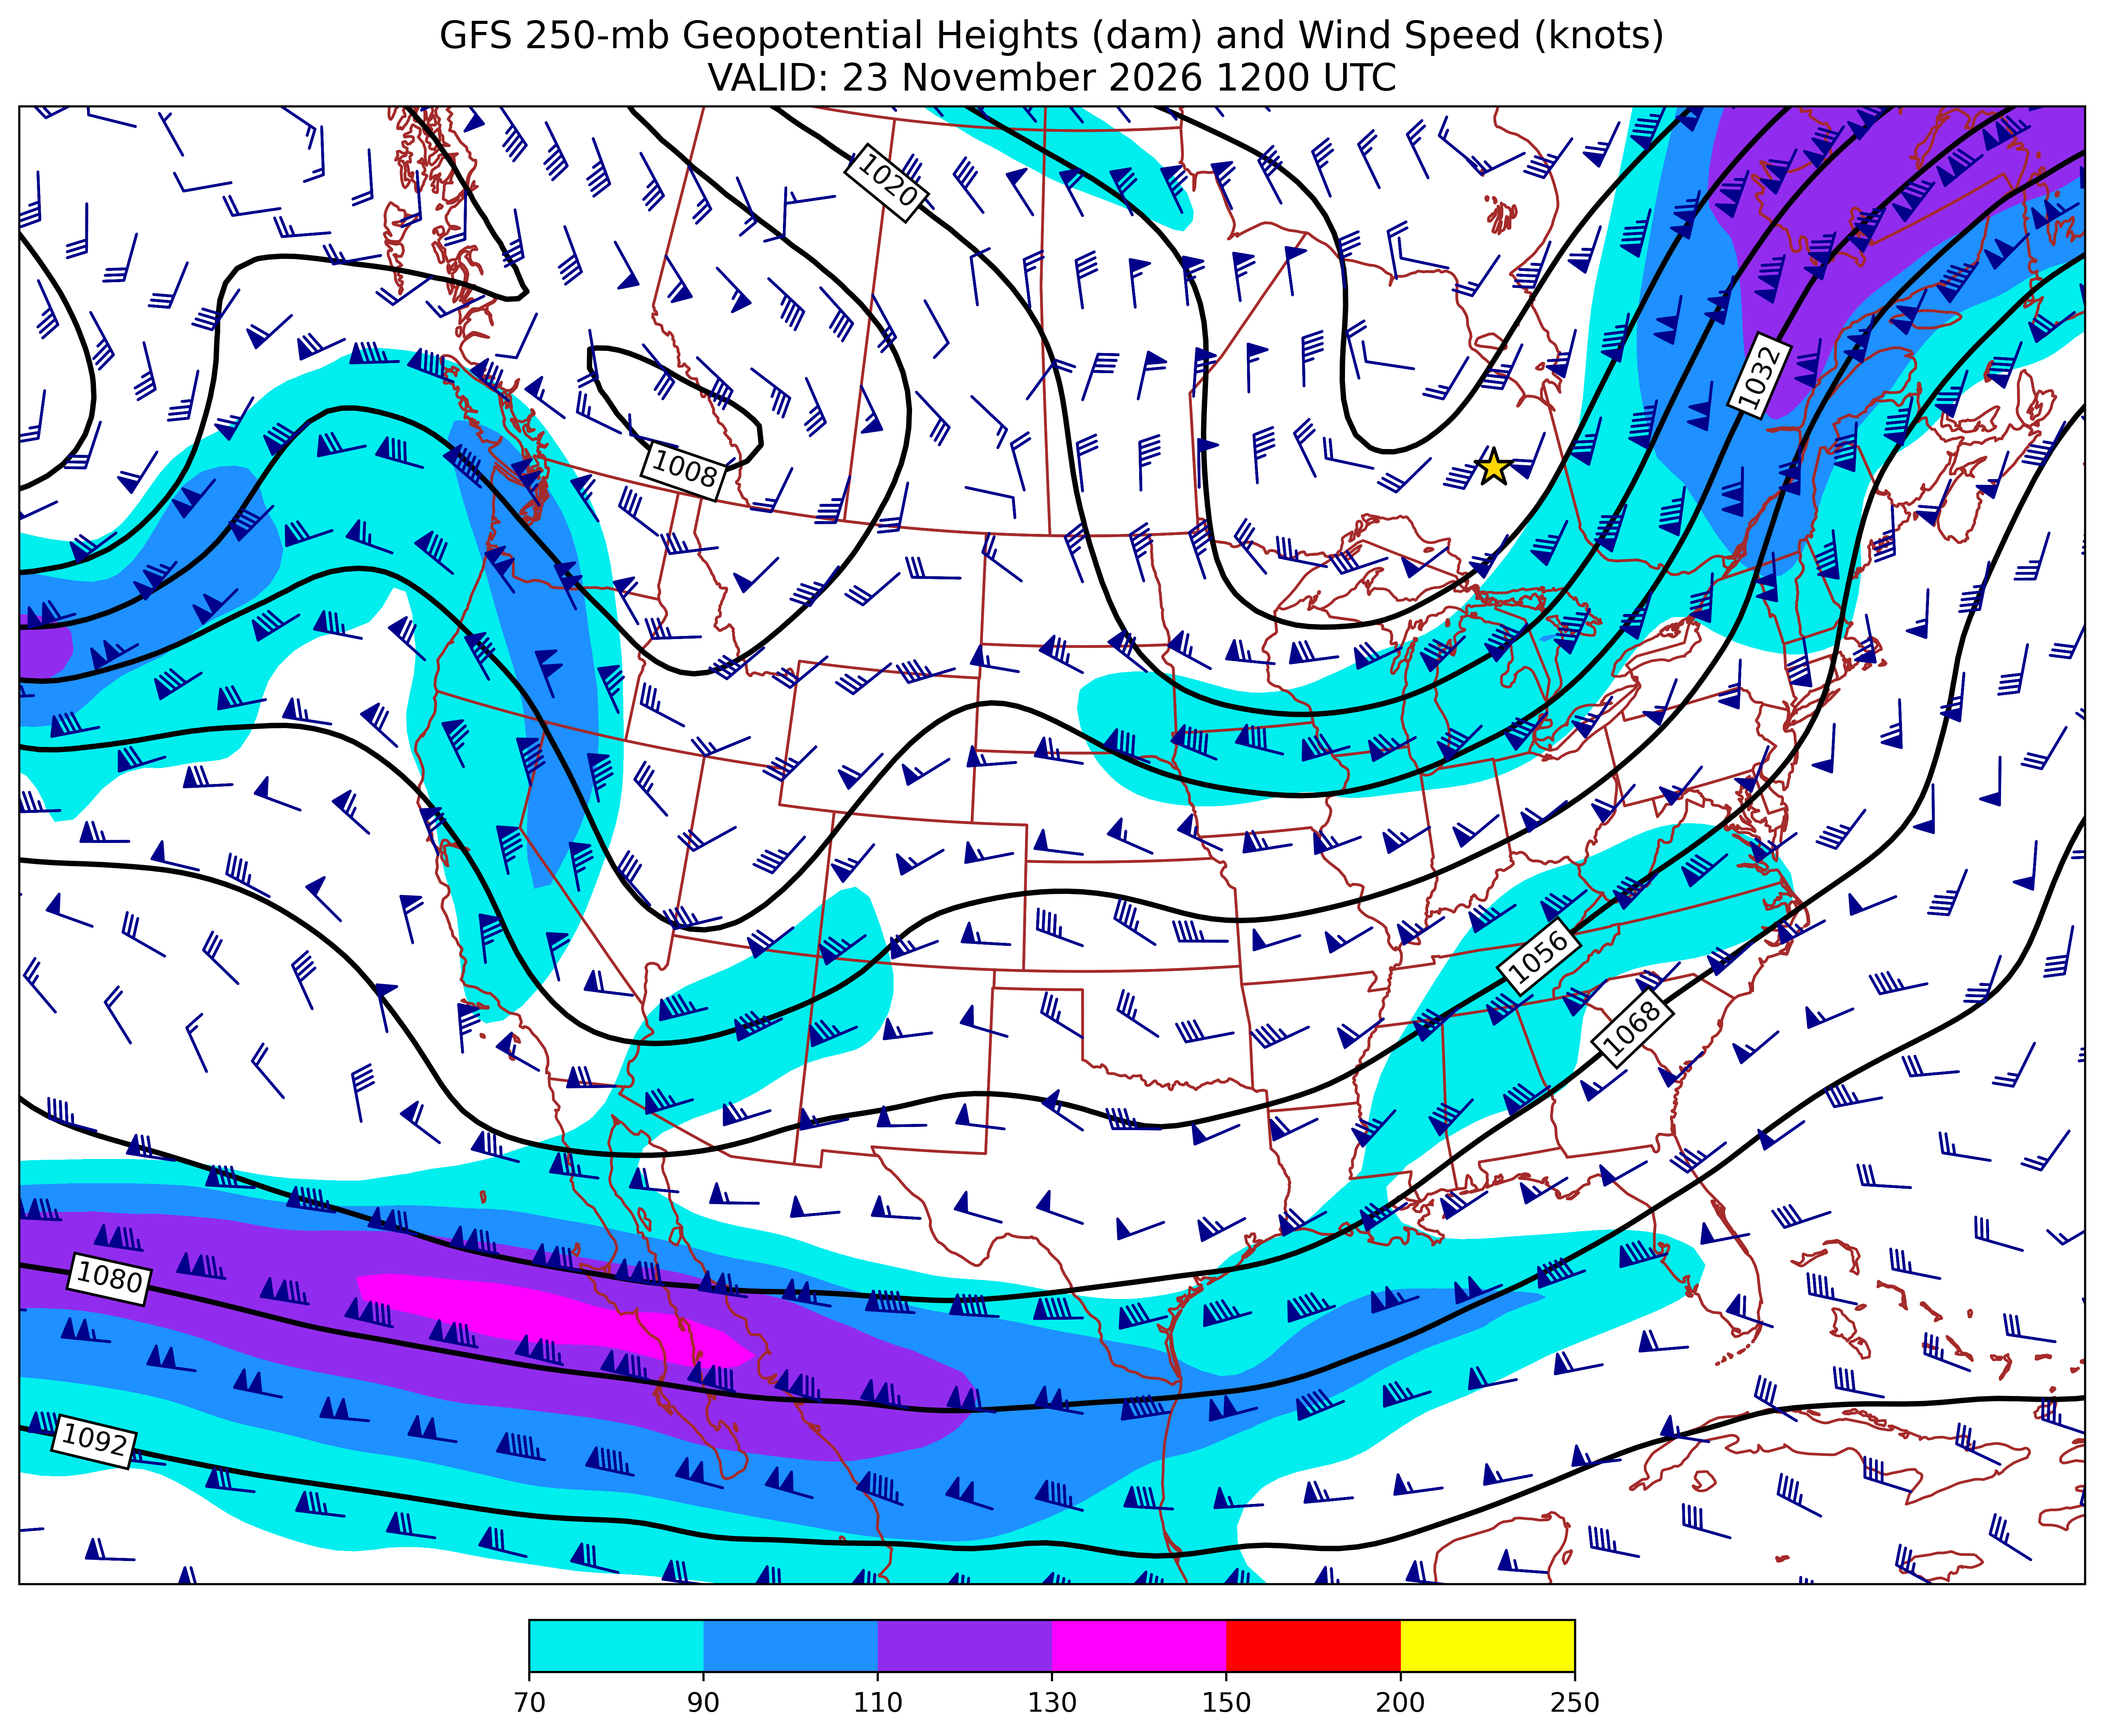 GFS 250-mb Geopotential Heights (dam) and Wind Speed (knots)
VALID: 23 November 2026 1200 UTC
1020
1032
1008
1056
1068
1080
1092
70 90 110 130 150 200 250